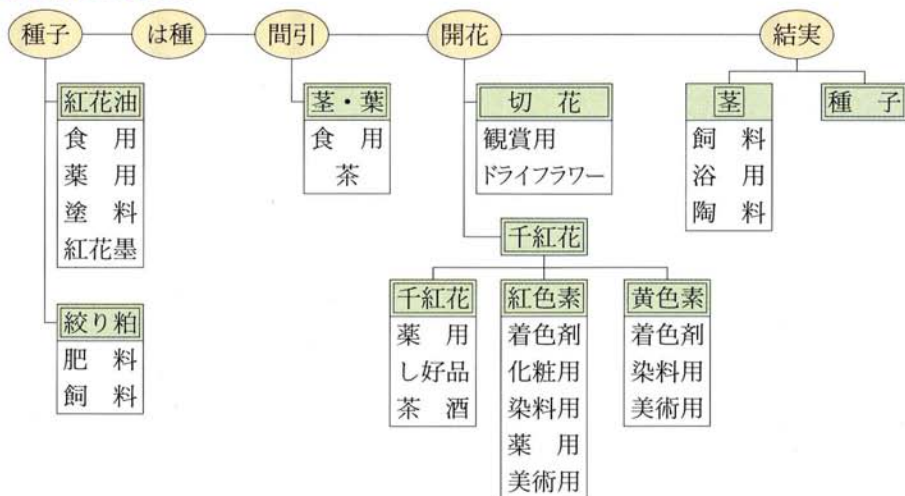 種子
は種
間引
開花
結実
紅花油
食用
薬用
塗料
紅花墨
絞り粕
肥料
飼料
茎・葉
食用
茶
切花
観賞用
ドライフラワー
千紅花
千紅花
薬用
し好品
茶酒
紅色素
着色剤
化粧用
染料用
薬用
美術用
黄色素
着色剤
染料用
美術用
茎
飼料
浴用
陶料
種子